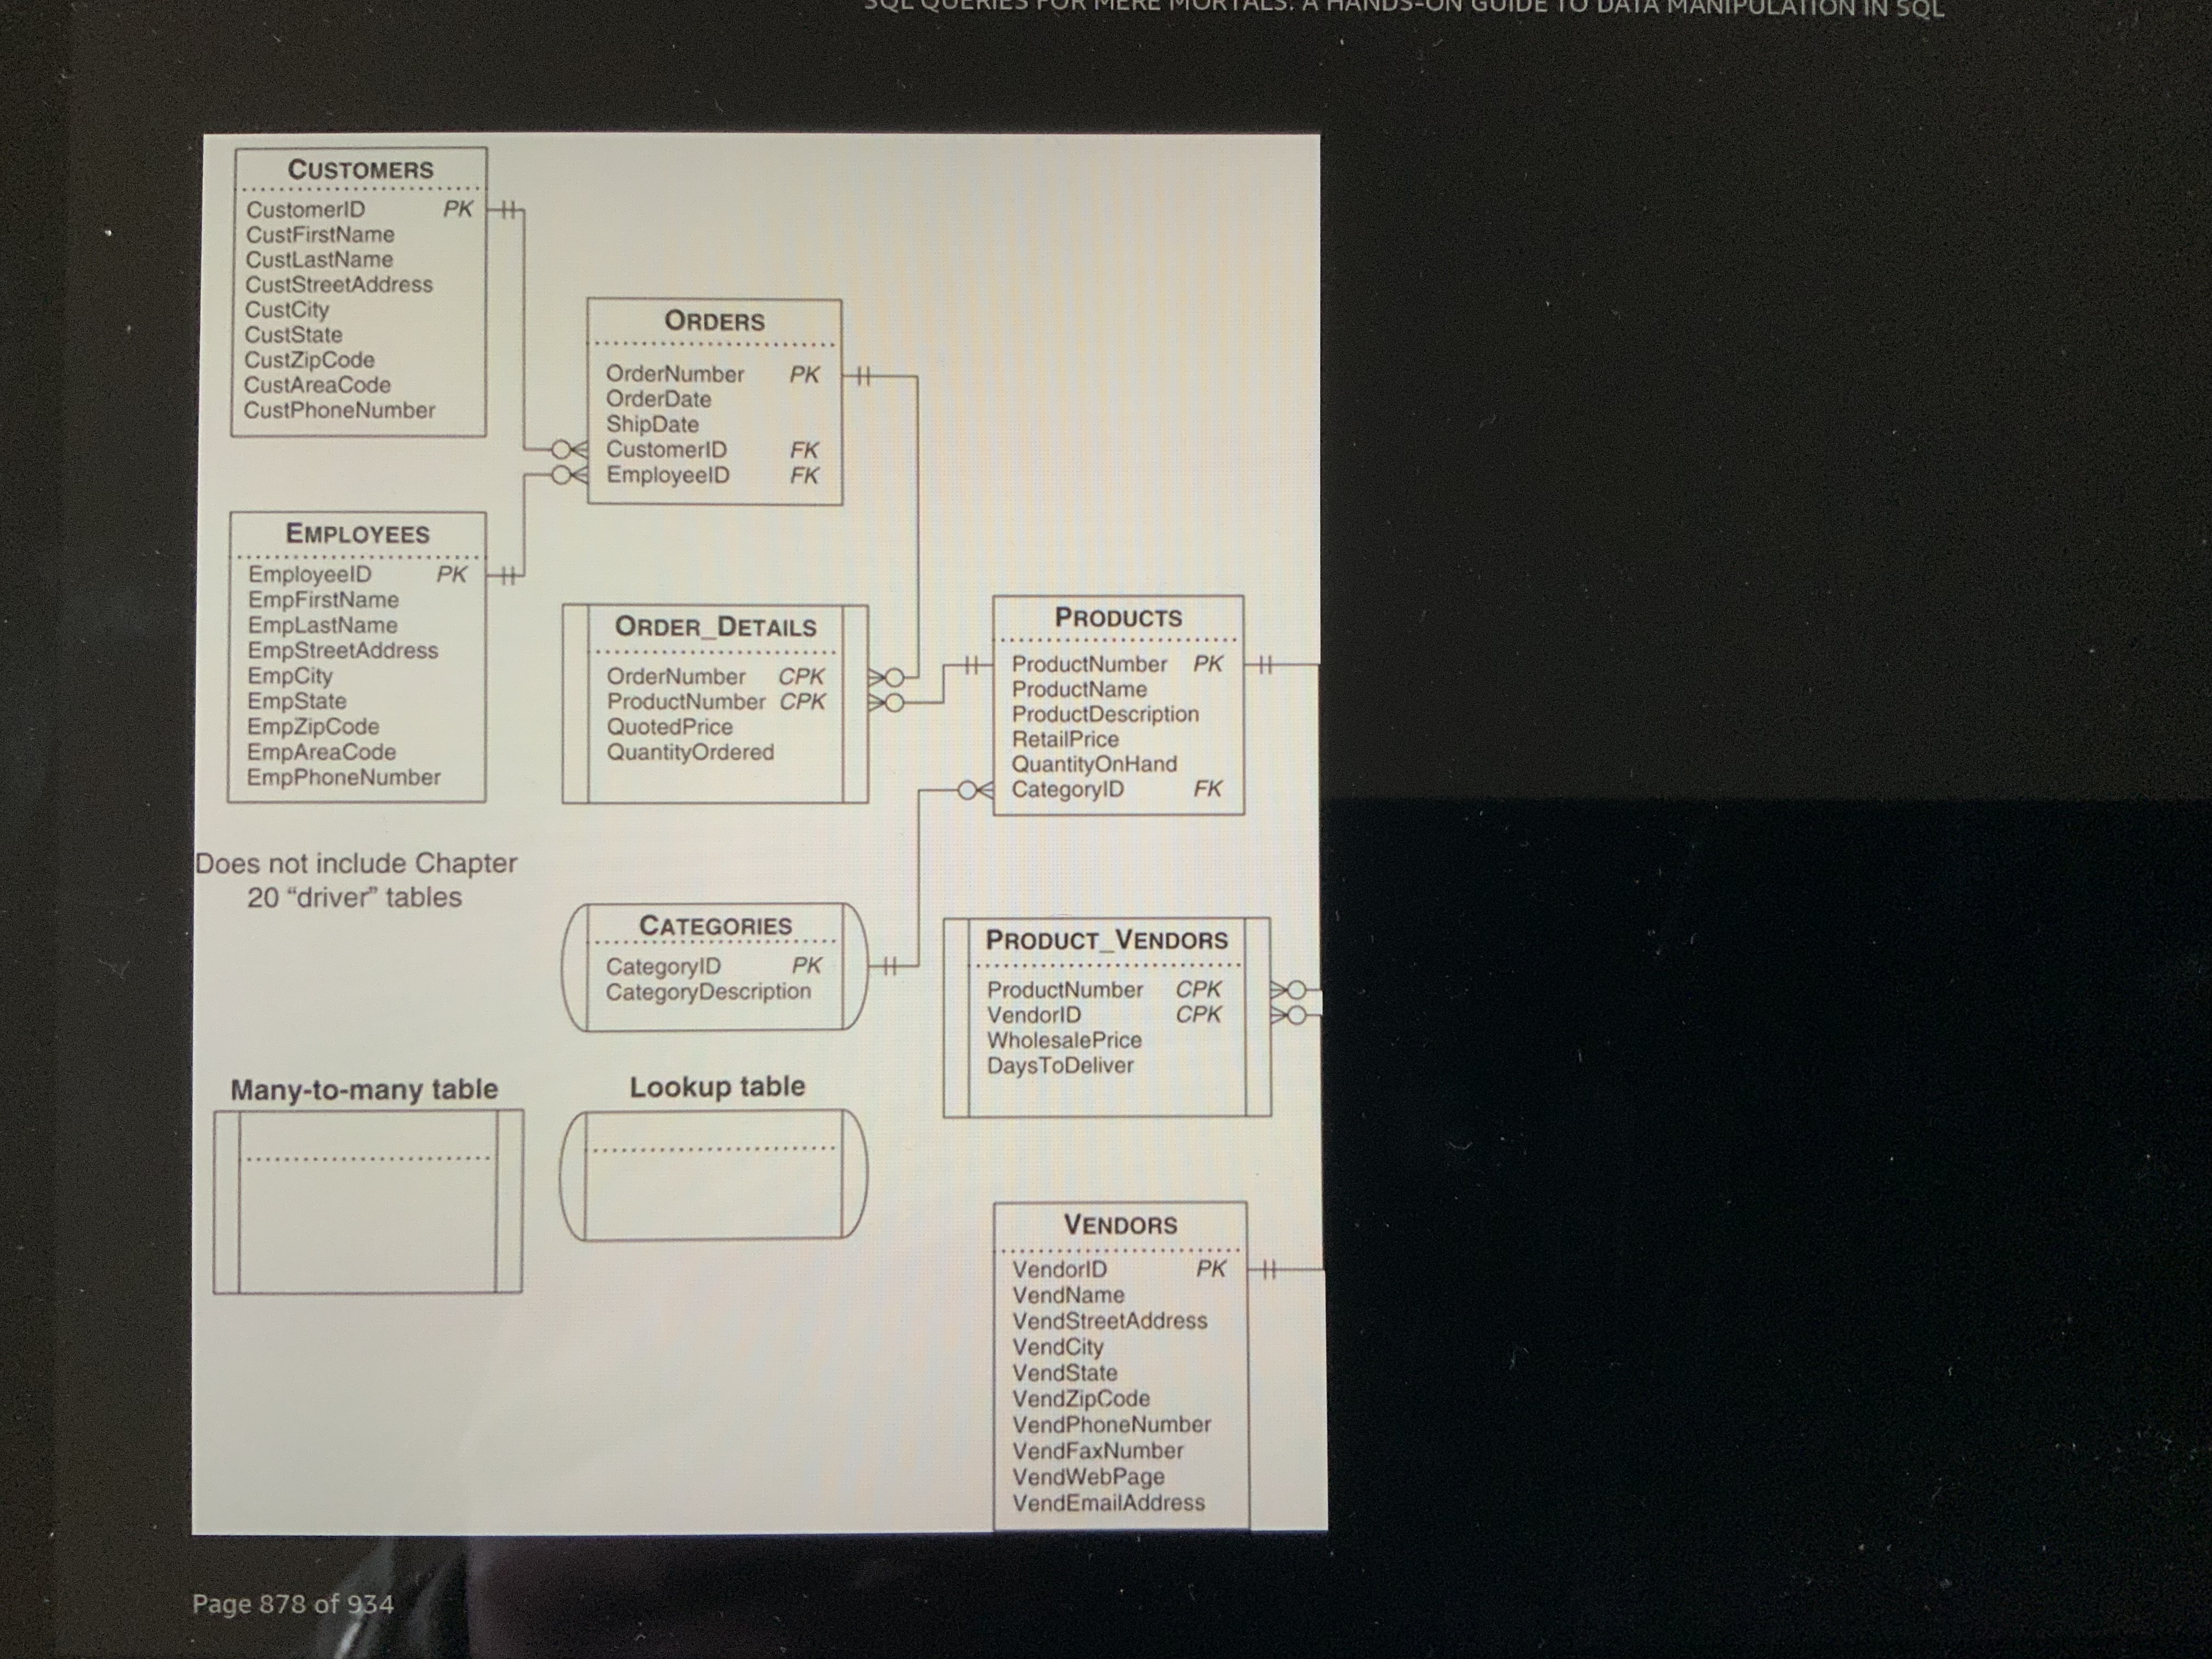 SQL QUERIES FOR MERE MORTALS: A HANDS-ON GUIDE TO DATA MANIPULATION IN SQL
CUSTOMERS
CustomerID PK
CustFirstName
CustLastName
CustStreetAddress
CustCity
CustState
CustZipCode
CustAreaCode
CustPhoneNumber
ORDERS
OrderNumber PK
OrderDate
ShipDate
CustomerID FK
EmployeeID FK
EMPLOYEES
EmployeeID PK
EmpFirstName
EmpLastName
EmpStreetAddress
EmpCity
EmpState
EmpZipCode
EmpAreaCode
EmpPhoneNumber
ORDER_DETAILS
OrderNumber CPK
ProductNumber CPK
QuotedPrice
QuantityOrdered
PRODUCTS
ProductNumber PK
ProductName
ProductDescription
RetailPrice
QuantityOnHand
CategoryID FK
Does not include Chapter
20 “driver” tables
CATEGORIES
CategoryID PK
CategoryDescription
PRODUCT_VENDORS
ProductNumber CPK
VendorID CPK
WholesalePrice
DaysToDeliver
Many-to-many table
Lookup table
VENDORS
VendorID PK
VendName
VendStreetAddress
VendCity
VendState
VendZipCode
VendPhoneNumber
VendFaxNumber
VendWebPage
VendEmailAddress
Page 878 of 934